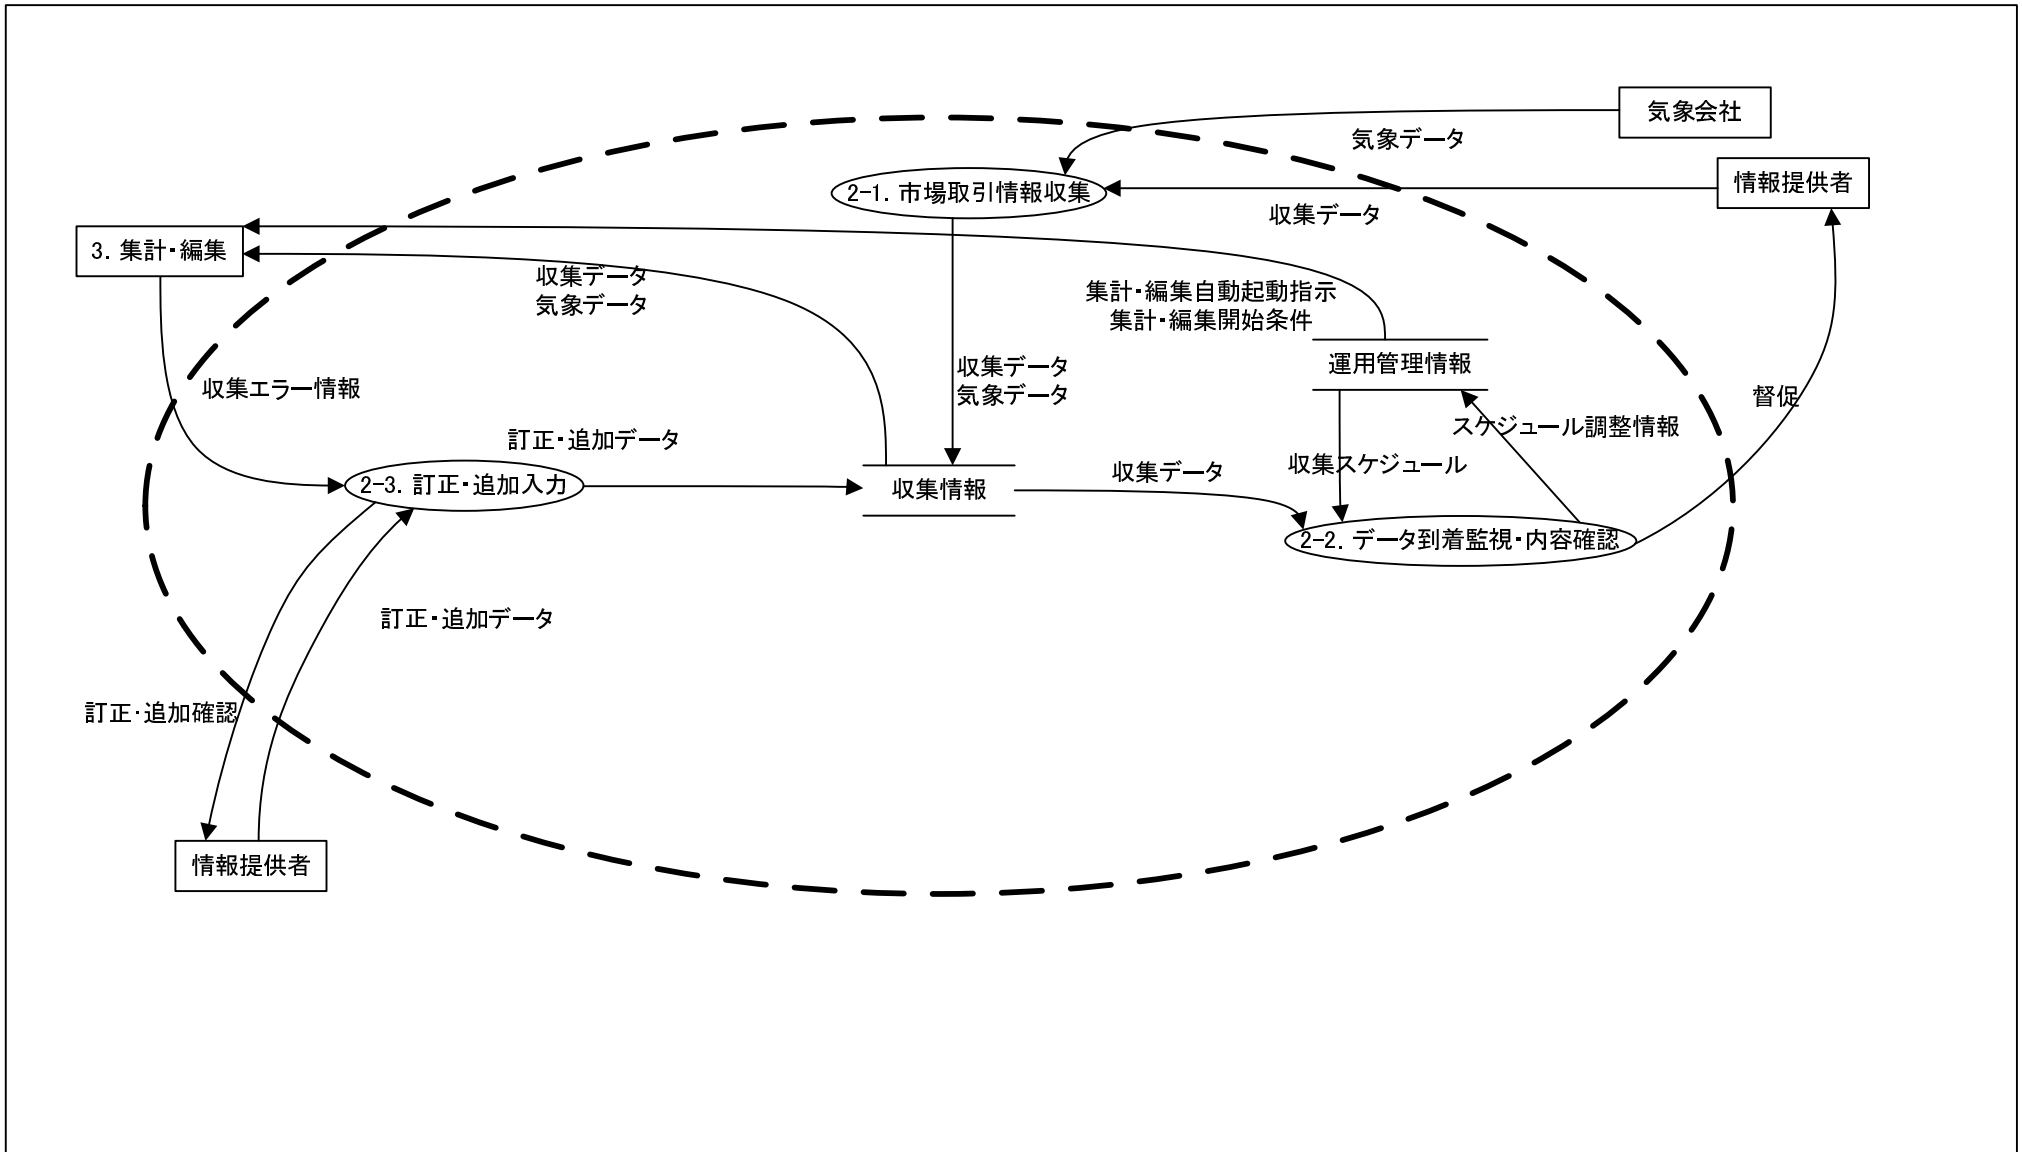 気象会社
気象データ
情報提供者
2-1. 市場取引情報収集
収集データ
3. 集計・編集
収集データ
気象データ
集計・編集自動起動指示
集計・編集開始条件
運用管理情報
収集データ
気象データ
収集エラー情報
督促
スケジュール調整情報
訂正・追加データ
収集スケジュール
収集データ
2-3. 訂正・追加入力
収集情報
2-2. データ到着監視・内容確認
訂正・追加データ
訂正・追加確認
情報提供者